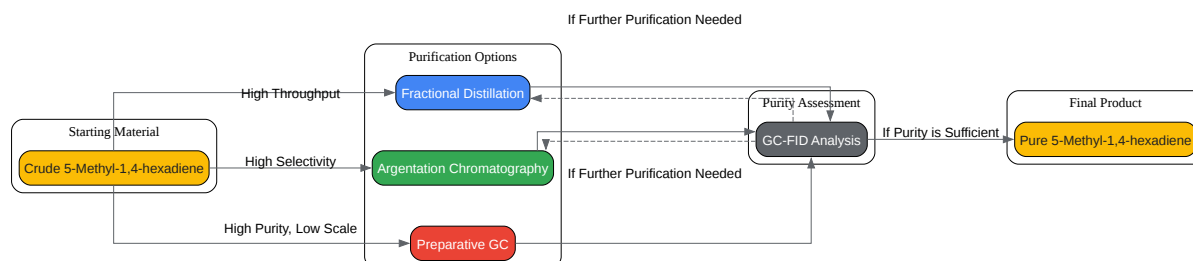 If Further Purification Needed
Purification Options
Fractional Distillation
High Throughput
Purity Assessment
Final Product
Starting Material
GC-FID Analysis
If Purity is Sufficient
Pure 5-Methyl-1,4-hexadiene
Crude 5-Methyl-1,4-hexadiene
High Selectivity
Argentation Chromatography
If Further Purification Needed
High Purity, Low Scale
Preparative GC